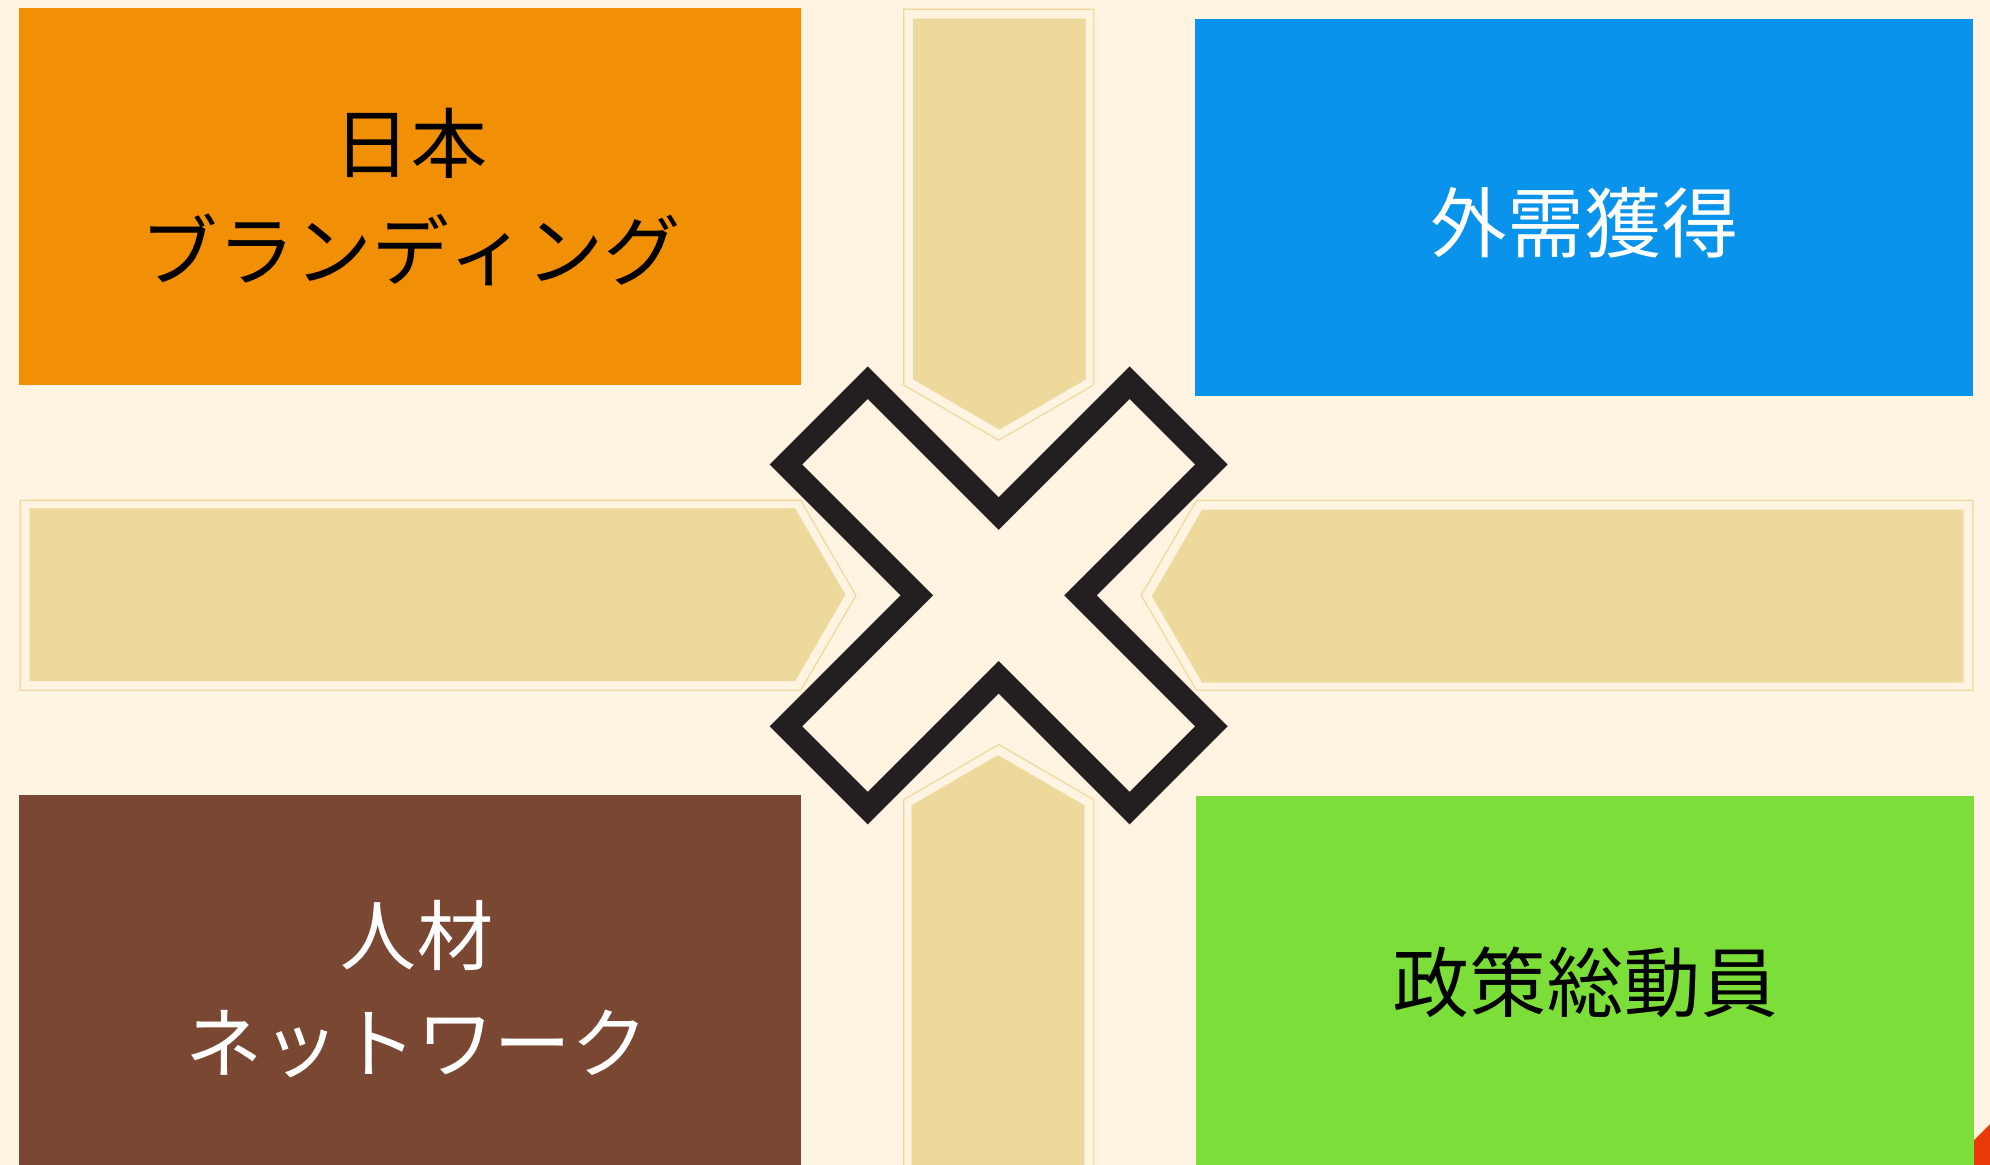 日本
ブランディング
外需獲得
人材
ネットワーク
政策総動員